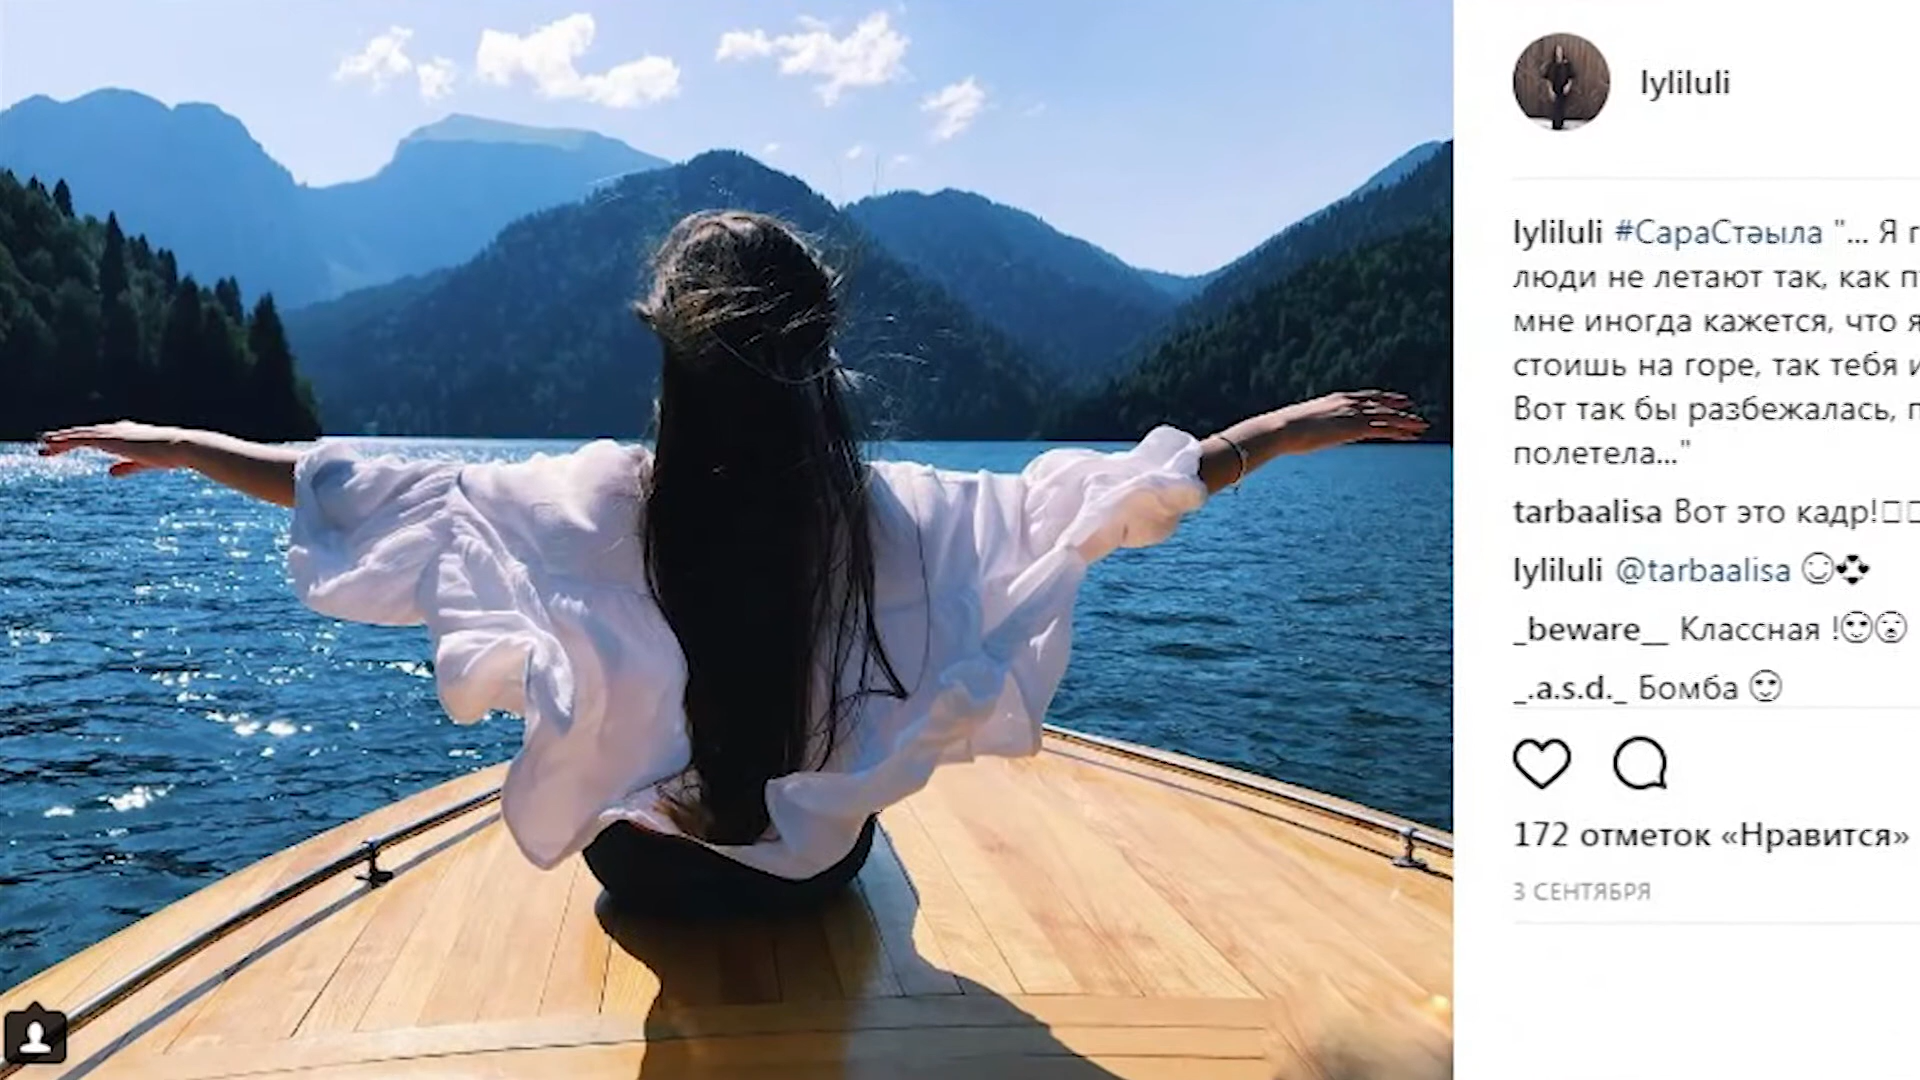 lyliluli
lyliluli #СараСтәыла "... Я
люди не летают так, как
мне иногда кажется, что я
стоишь на горе, так тебя и
Вот так бы разбежалась,
полетела..."
tarbaalisa Вот это кадр!
lyliluli @tarbaalisa
_beware__ Классная !
_.a.s.d._ Бомба
172 отметок «Нравится»
3 СЕНТЯБРЯ